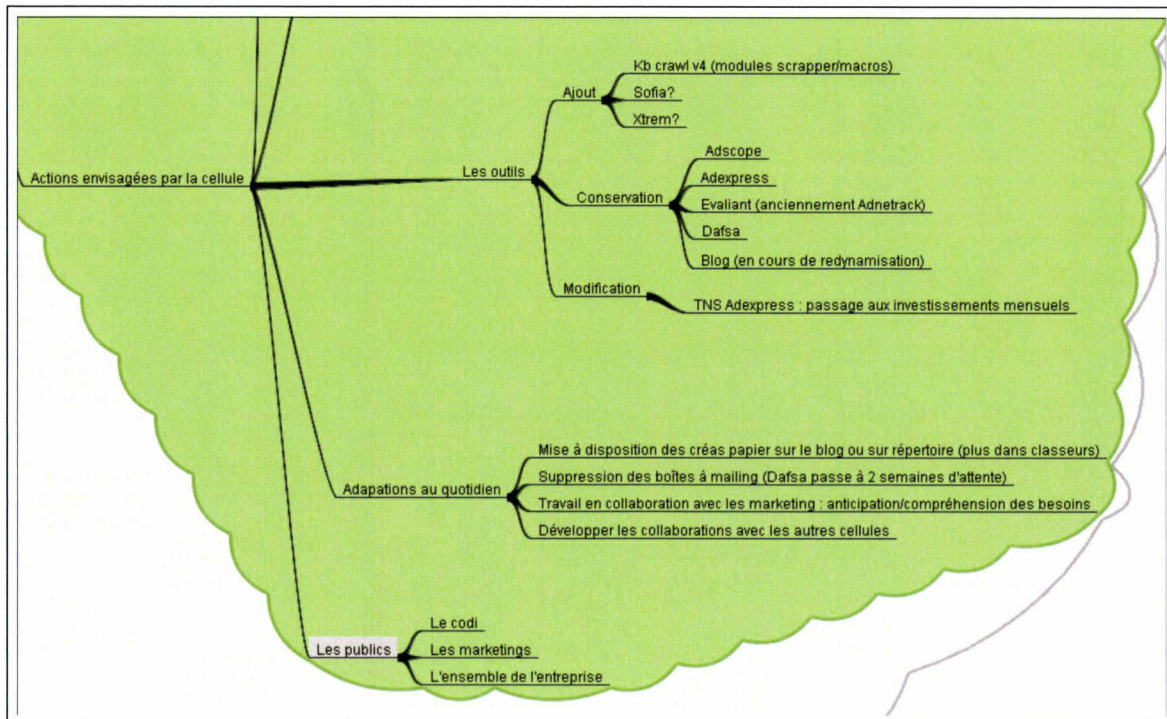 Actions envisagées par la cellule
Les outils
Ajout
Kb crawl v4 (modules scrapper/macros)
Sofia?
Xtrem?
Conservation
Adscope
Adexpress
Evaliant (anciennement Adnetrack)
Dafsa
Blog (en cours de redynamisation)
Modification
TNS Adexpress : passage aux investissements mensuels
Adapations au quotidien
Mise à disposition des créas papier sur le blog ou sur répertoire (plus dans classeurs)
Suppression des boîtes à mailing (Dafsa passe à 2 semaines d'attente)
Travail en collaboration avec les marketing : anticipation/compréhension des besoins
Développer les collaborations avec les autres cellules
Les publics
Le codi
Les marketings
L'ensemble de l'entreprise